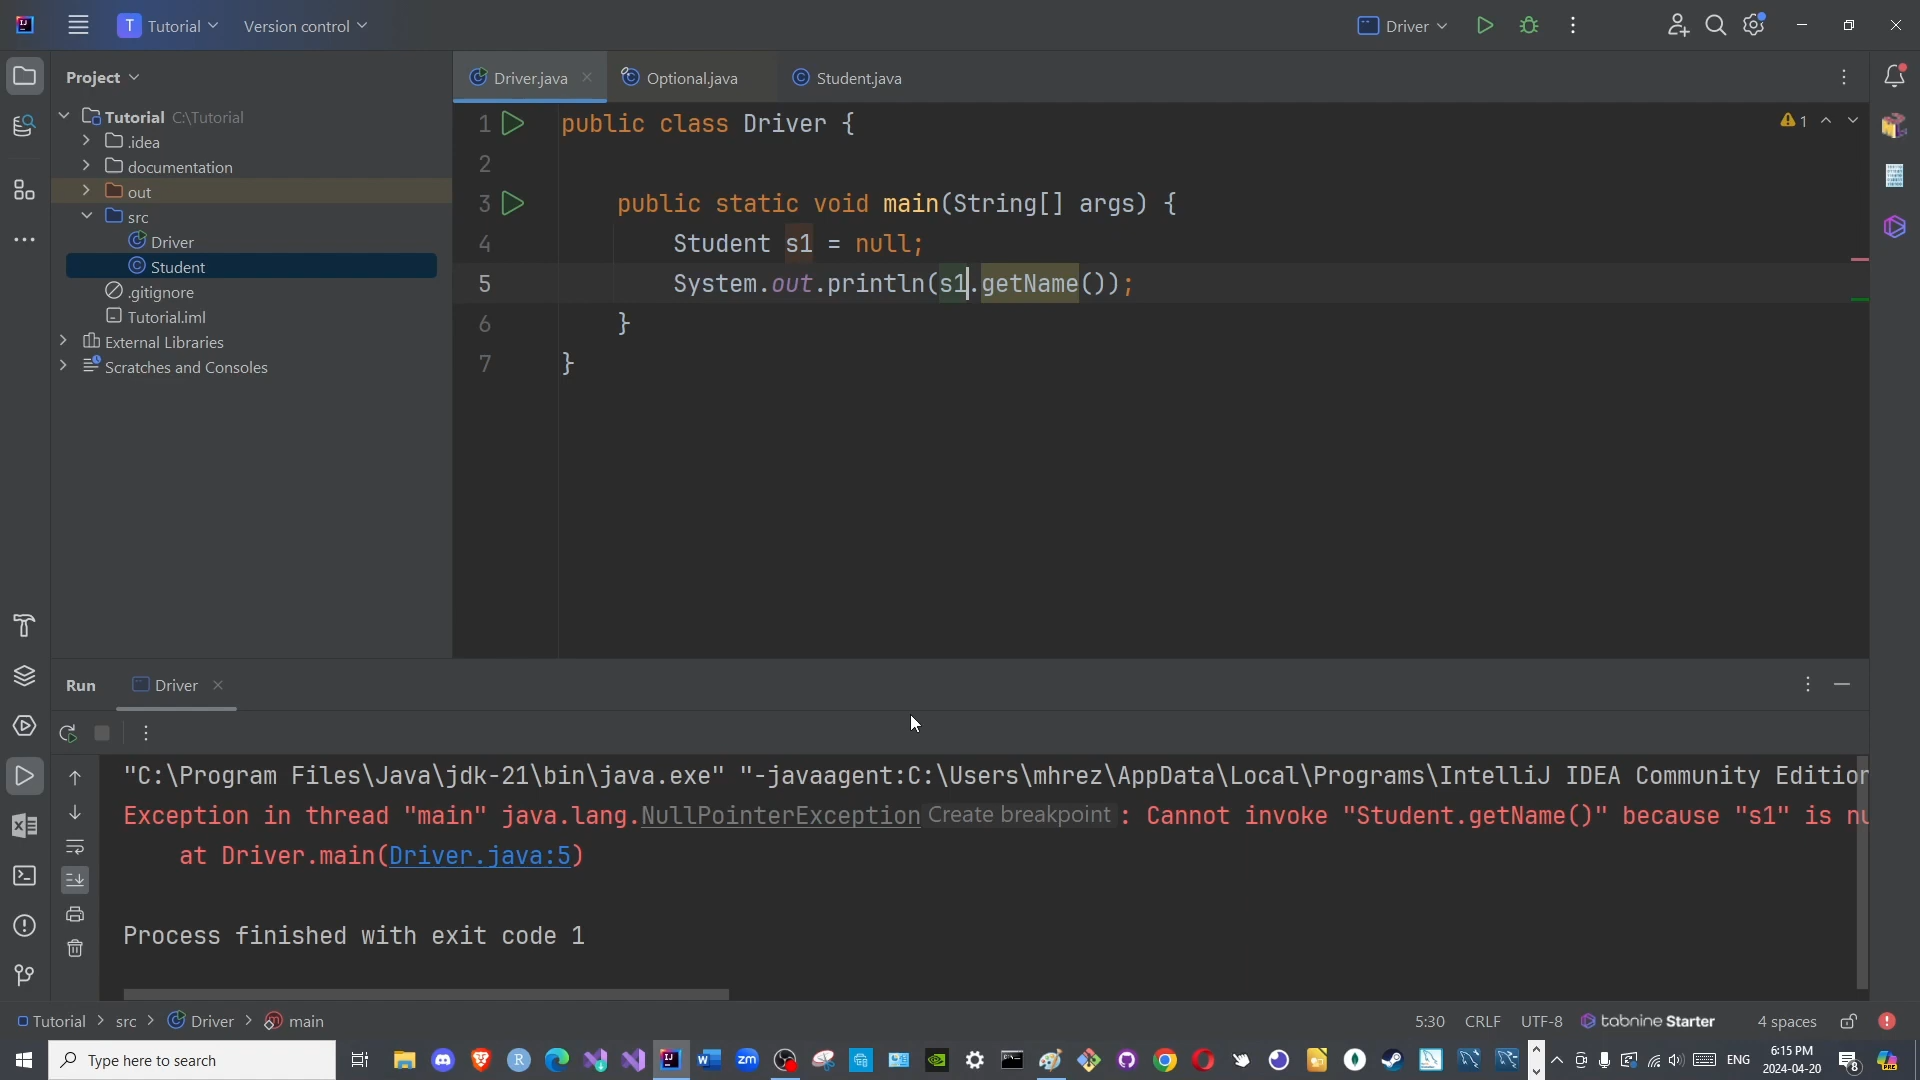 Tutorial
Version control
Driver
Project
Driver.java
Optional.java
Student.java
Tutorial C:\Tutorial
.idea
documentation
out
src
Driver
Student
.gitignore
Tutorial.iml
External Libraries
Scratches and Consoles
1 public class Driver {
2
3 public static void main(String[] args) {
4 Student s1 = null;
5 System.out.println(s1.getName());
6 }
7 }
1
Run
Driver
"C:\Program Files\Java\jdk-21\bin\java.exe" "-javaagent:C:\Users\mhrez\AppData\Local\Programs\IntelliJ IDEA Community Edition
Exception in thread "main" java.lang.NullPointerException Create breakpoint : Cannot invoke "Student.getName()" because "s1" is nu
at Driver.main(Driver.java:5)
Process finished with exit code 1
Tutorial > src > Driver > main
5:30 CRLF UTF-8 tabnine Starter 4 spaces
Type here to search
ENG
6:15 PM
2024-04-20
8